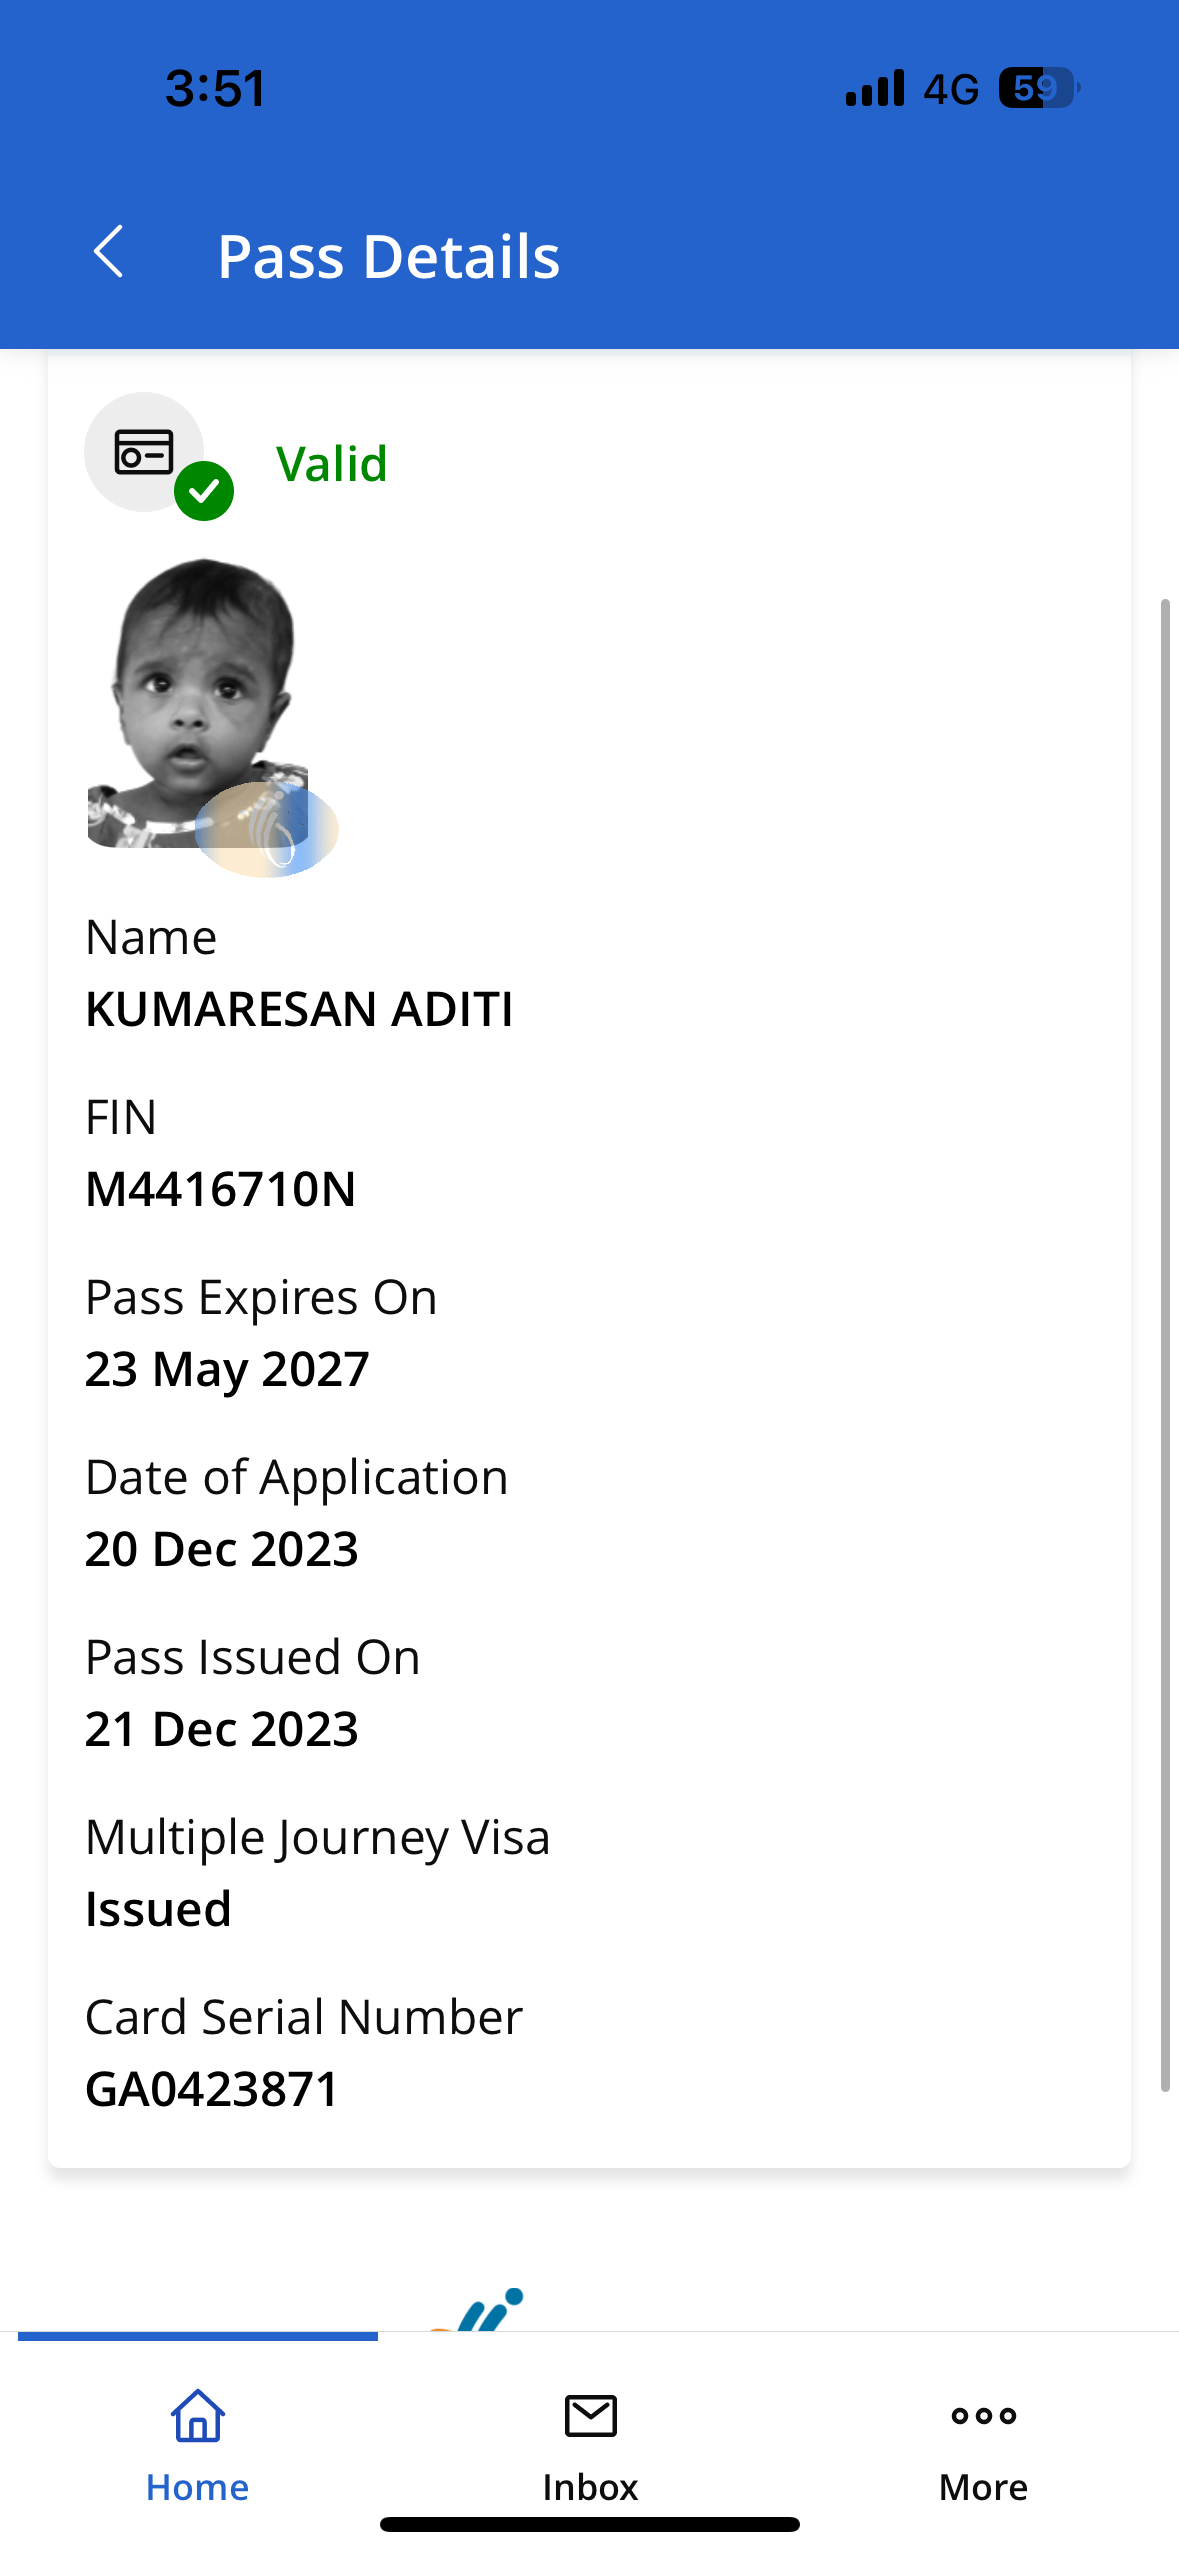 3:51
4G
59
Pass Details
Valid
Name
KUMARESAN ADITI
FIN
M4416710N
Pass Expires On
23 May 2027
Date of Application
20 Dec 2023
Pass Issued On
21 Dec 2023
Multiple Journey Visa
Issued
Card Serial Number
GA0423871
Home
Inbox
More